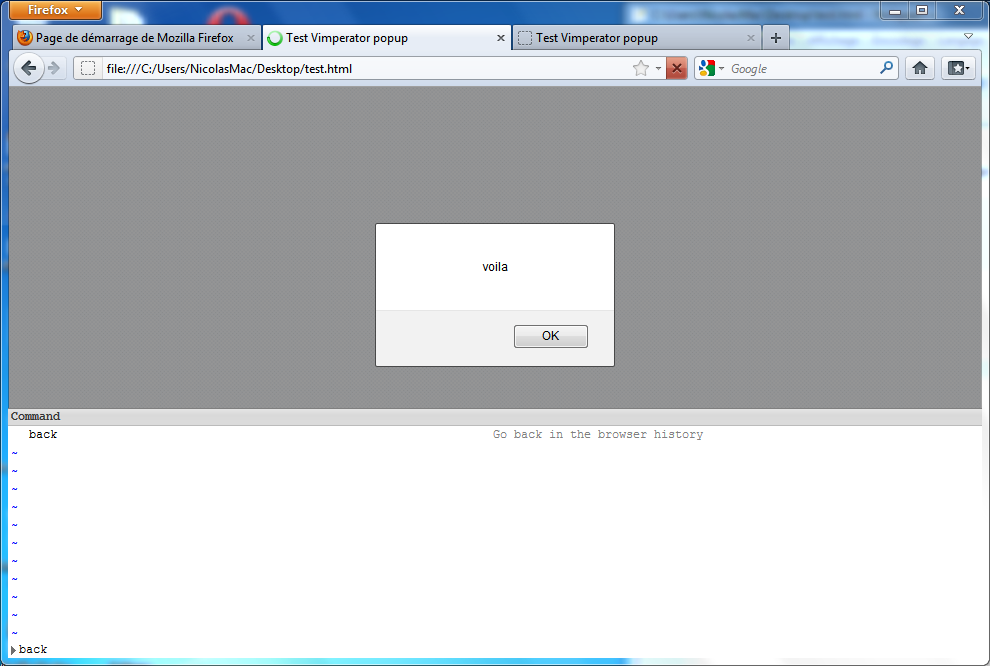 Firefox
Page de démarrage de Mozilla Firefox
Test Vimperator popup
Test Vimperator popup
file:///C:/Users/NicolasMac/Desktop/test.html
Google
voila
OK
Command
back Go back in the browser history
~
~
~
~
~
~
~
~
~
~
~
back